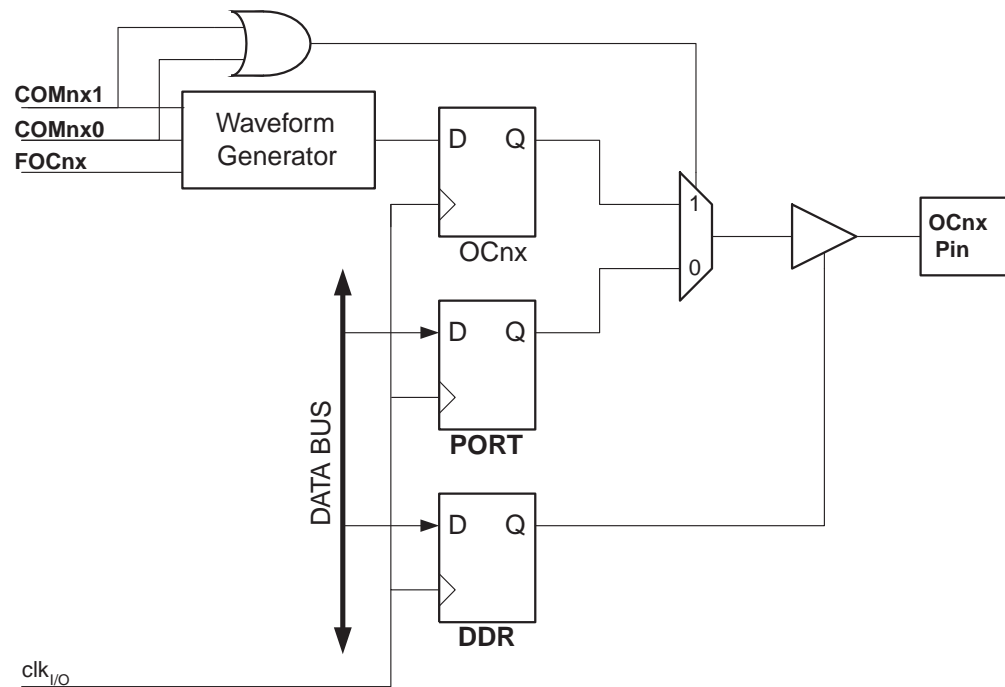 COMnx1
COMnx0
FOCnx
Waveform
Generator
D Q
OCnx
1
0
OCnx
Pin
D Q
PORT
DATA BUS
D Q
DDR
clkI/O